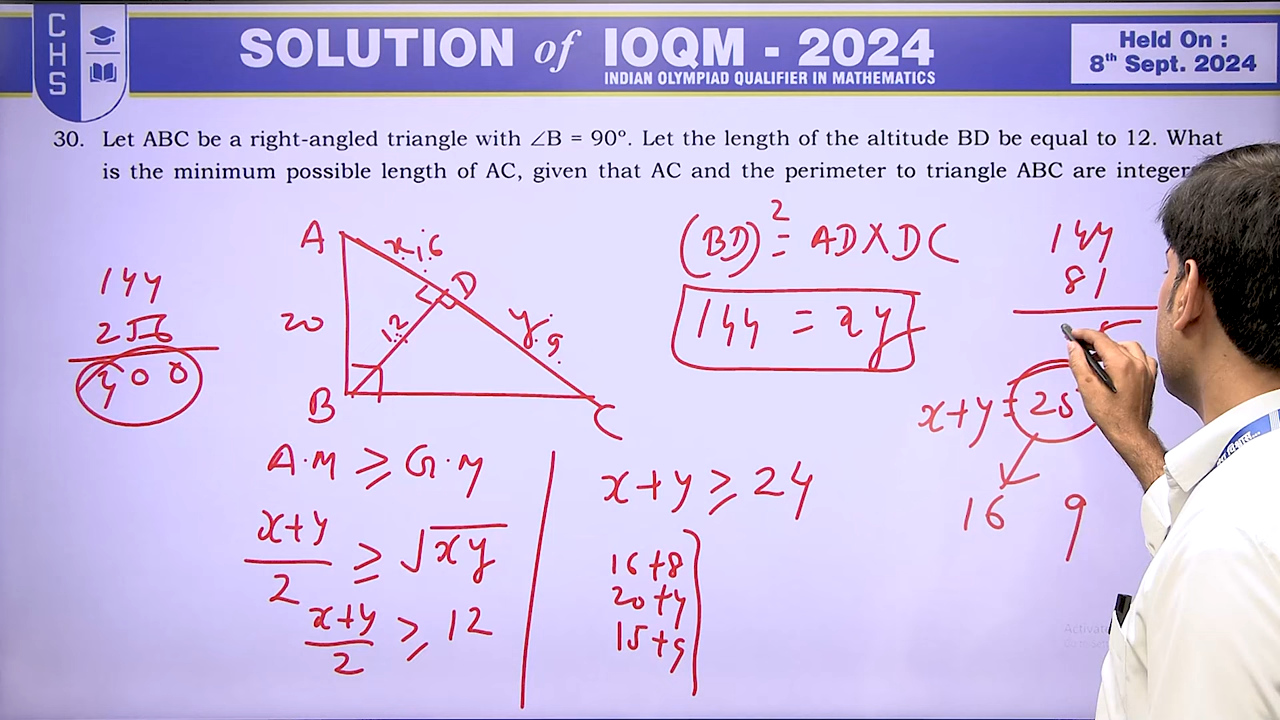 CHS
SOLUTION of IOQM - 2024
INDIAN OLYMPIAD QUALIFIER IN MATHEMATICS
Held On :
8th Sept. 2024
30. Let ABC be a right-angled triangle with ∠B = 90°. Let the length of the altitude BD be equal to 12. What
is the minimum possible length of AC, given that AC and the perimeter to triangle ABC are integer
144
256
400
A
x 16
D
20
12
y 9
B
C
(BD)² = AD X DC
144 = xy
144
81
x+y = 25
16 9
A.M ≥ G.M
x+y/2 ≥ √xy
x+y/2 ≥ 12
x+y ≥ 24
16+8
20+4
15+9